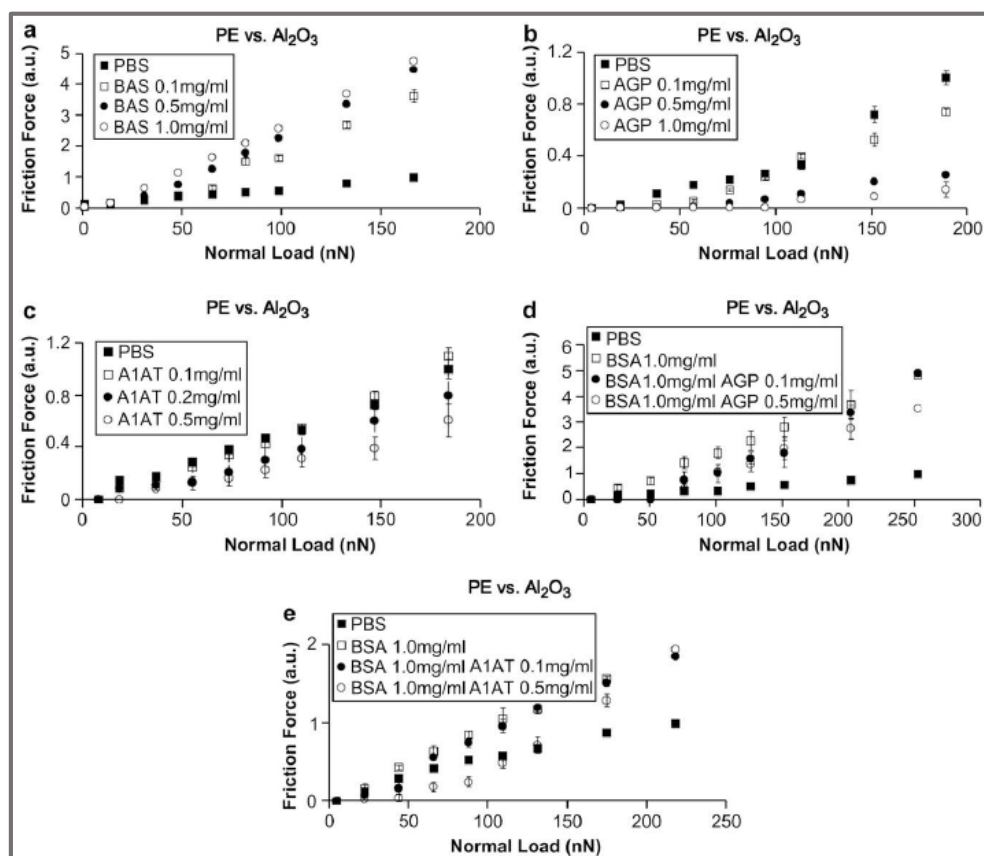 a
PE vs. Al₂O₃
Friction Force (a.u.)
5
4
3
2
1
0
PBS
BAS 0.1mg/ml
BAS 0.5mg/ml
BAS 1.0mg/ml
0 50 100 150 200
Normal Load (nN)
b
PE vs. Al₂O₃
Friction Force (a.u.)
1.2
0.8
0.4
0
PBS
AGP 0.1mg/ml
AGP 0.5mg/ml
AGP 1.0mg/ml
0 50 100 150 200
Normal Load (nN)
c
PE vs. Al₂O₃
Friction Force (a.u.)
1.2
0.8
0.4
0
PBS
A1AT 0.1mg/ml
A1AT 0.2mg/ml
A1AT 0.5mg/ml
0 50 100 150 200
Normal Load (nN)
d
PE vs. Al₂O₃
Friction Force (a.u.)
6
5
4
3
2
1
0
PBS
BSA1.0mg/ml
BSA1.0mg/ml AGP 0.1mg/ml
BSA1.0mg/ml AGP 0.5mg/ml
0 50 100 150 200 250 300
Normal Load (nN)
e
PE vs. Al₂O₃
Friction Force (a.u.)
2
1
0
PBS
BSA 1.0mg/ml
BSA 1.0mg/ml A1AT 0.1mg/ml
BSA 1.0mg/ml A1AT 0.5mg/ml
0 50 100 150 200 250
Normal Load (nN)